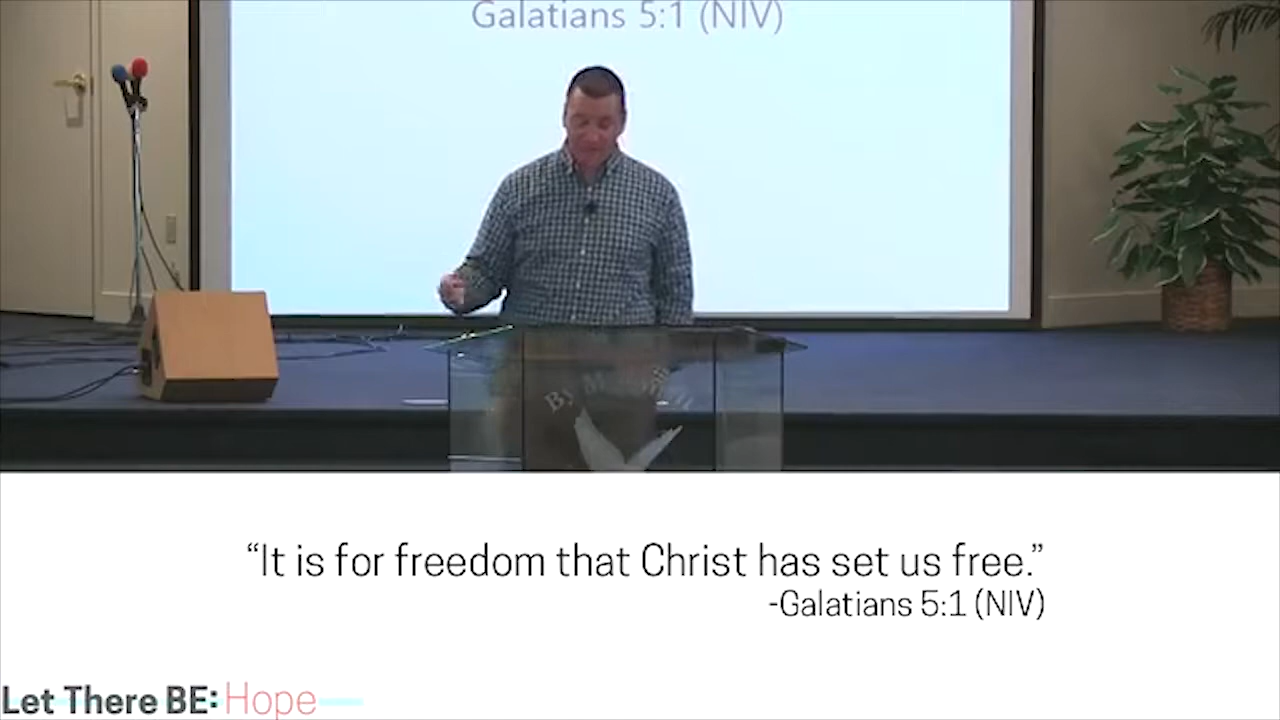 Galatians 5:1 (NIV)
By M
“It is for freedom that Christ has set us free.”
-Galatians 5:1 (NIV)
Let There BE: Hope